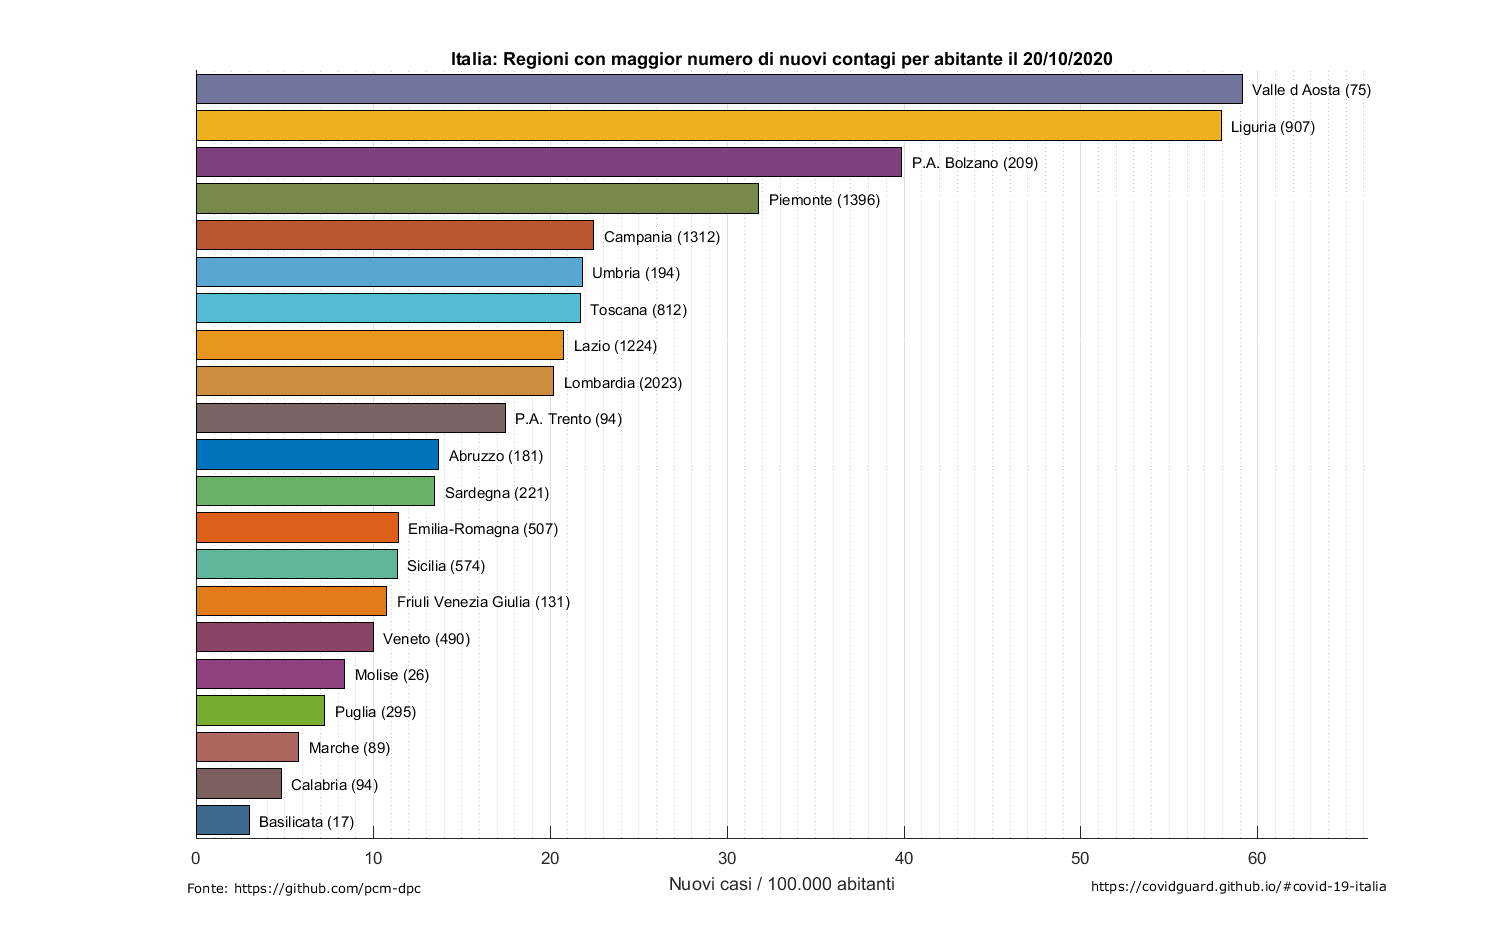 Italia: Regioni con maggior numero di nuovi contagi per abitante il 20/10/2020
Valle d Aosta (75)
Liguria (907)
P.A. Bolzano (209)
Piemonte (1396)
Campania (1312)
Umbria (194)
Toscana (812)
Lazio (1224)
Lombardia (2023)
P.A. Trento (94)
Abruzzo (181)
Sardegna (221)
Emilia-Romagna (507)
Sicilia (574)
Friuli Venezia Giulia (131)
Veneto (490)
Molise (26)
Puglia (295)
Marche (89)
Calabria (94)
Basilicata (17)
0 10 20 30 40 50 60
Nuovi casi / 100.000 abitanti
Fonte: https://github.com/pcm-dpc
https://covidguard.github.io/#covid-19-italia